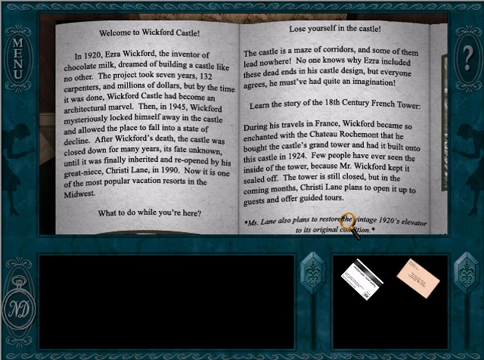 MENU
?
Welcome to Wickford Castle!
In 1920, Ezra Wickford, the inventor of
chocolate milk, dreamed of building a castle like
no other. The project took seven years, 132
carpenters, and millions of dollars, but by the time
it was done, Wickford Castle had become an
architectural marvel. Then, in 1945, Wickford
mysteriously locked himself away in the castle
and allowed the place to fall into a state of
decline. After Wickford's death, the castle was
closed down for many years, its fate unknown,
until it was finally inherited and re-opened by his
great-niece, Christi Lane, in 1990. Now it is one
of the most popular vacation resorts in the
Midwest.
What to do while you're here?
Lose yourself in the castle!
The castle is a maze of corridors, and some of them
lead nowhere! No one knows why Ezra included
these dead ends in his castle design, but everyone
agrees, he must've had quite an imagination!
Learn the story of the 18th Century French Tower:
During his travels in France, Wickford became so
enchanted with the Chateau Rochemont that he
bought the castle's grand tower and had it built onto
this castle in 1924. Few people have ever seen the
inside of the tower, because Mr. Wickford kept it
sealed off. The tower is still closed, but in the
coming months, Christi Lane plans to open it up to
guests and offer guided tours.
*Ms. Lane also plans to restore the vintage 1920's elevator
to its original condition.*
ND